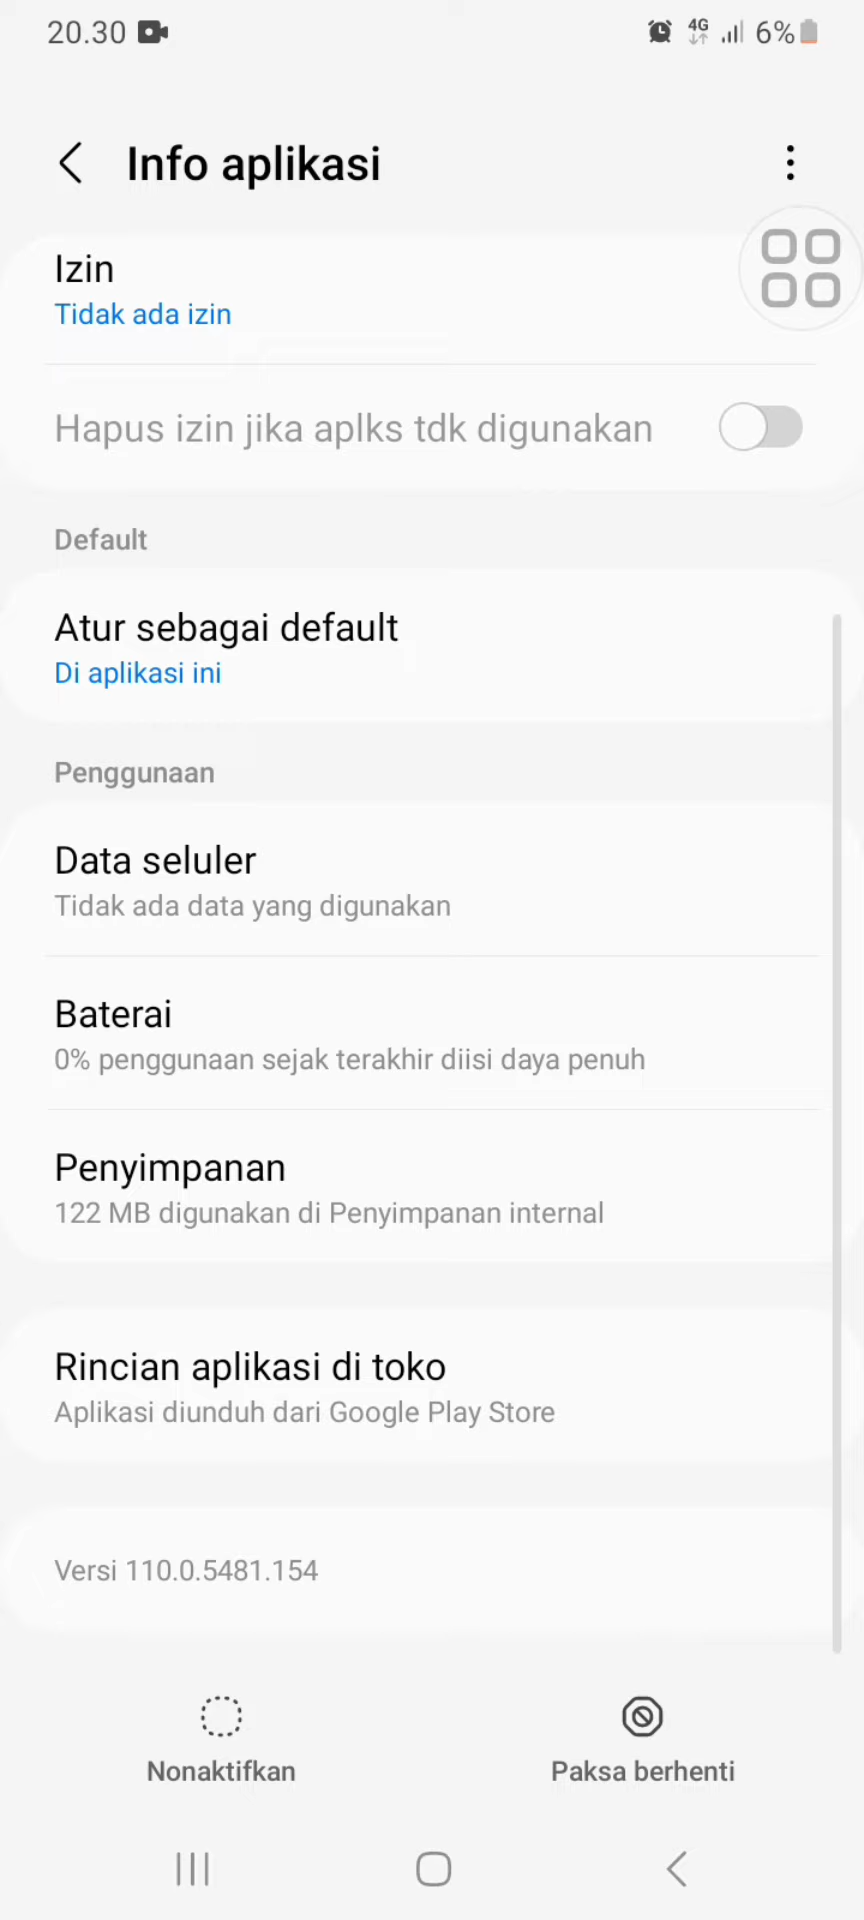 20.30
4G
6%
Info aplikasi
Izin
Tidak ada izin
Hapus izin jika aplks tdk digunakan
Default
Atur sebagai default
Di aplikasi ini
Penggunaan
Data seluler
Tidak ada data yang digunakan
Baterai
0% penggunaan sejak terakhir diisi daya penuh
Penyimpanan
122 MB digunakan di Penyimpanan internal
Rincian aplikasi di toko
Aplikasi diunduh dari Google Play Store
Versi 110.0.5481.154
Nonaktifkan
Paksa berhenti